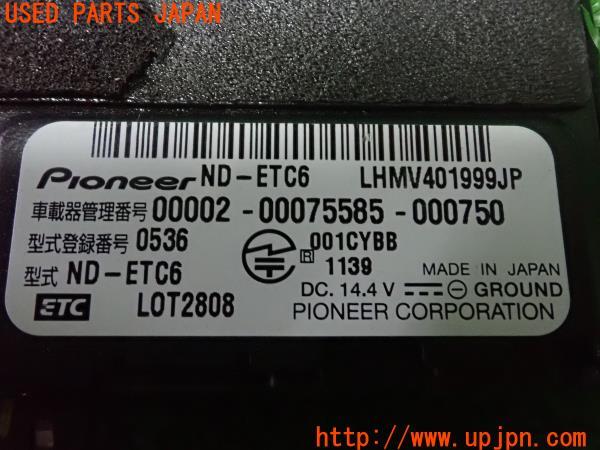 USED PARTS JAPAN
Pioneer ND-ETC6 LHMV401999JP
車載器管理番号 00002-00075585-000750
型式登録番号 0536
R 001CYBB
1139
型式 ND-ETC6
MADE IN JAPAN
DC. 14.4 V GROUND
ETC LOT2808
PIONEER CORPORATION
http://www.upjpn.com/